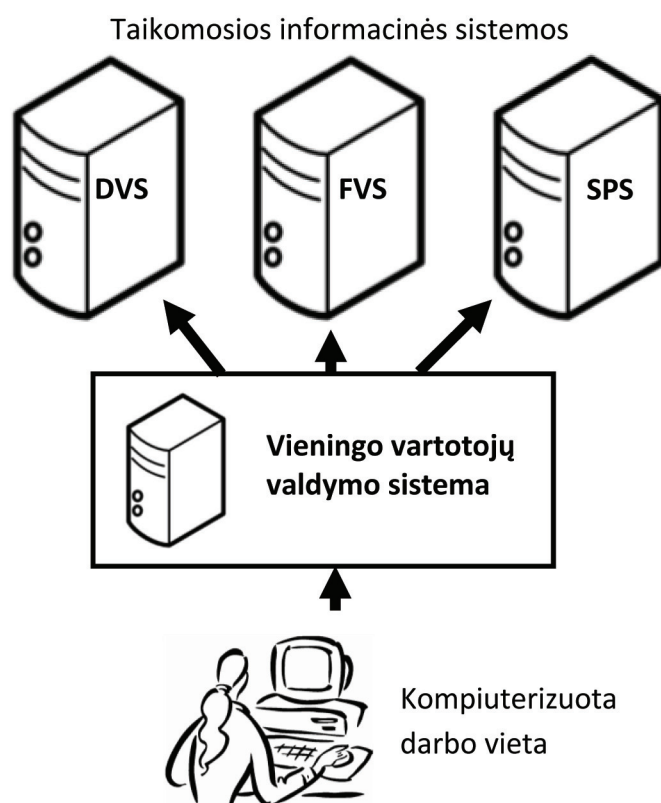 Taikomosios informacinės sistemos
DVS
FVS
SPS
Vieningo vartotojų
valdymo sistema
Kompiuterizuota
darbo vieta